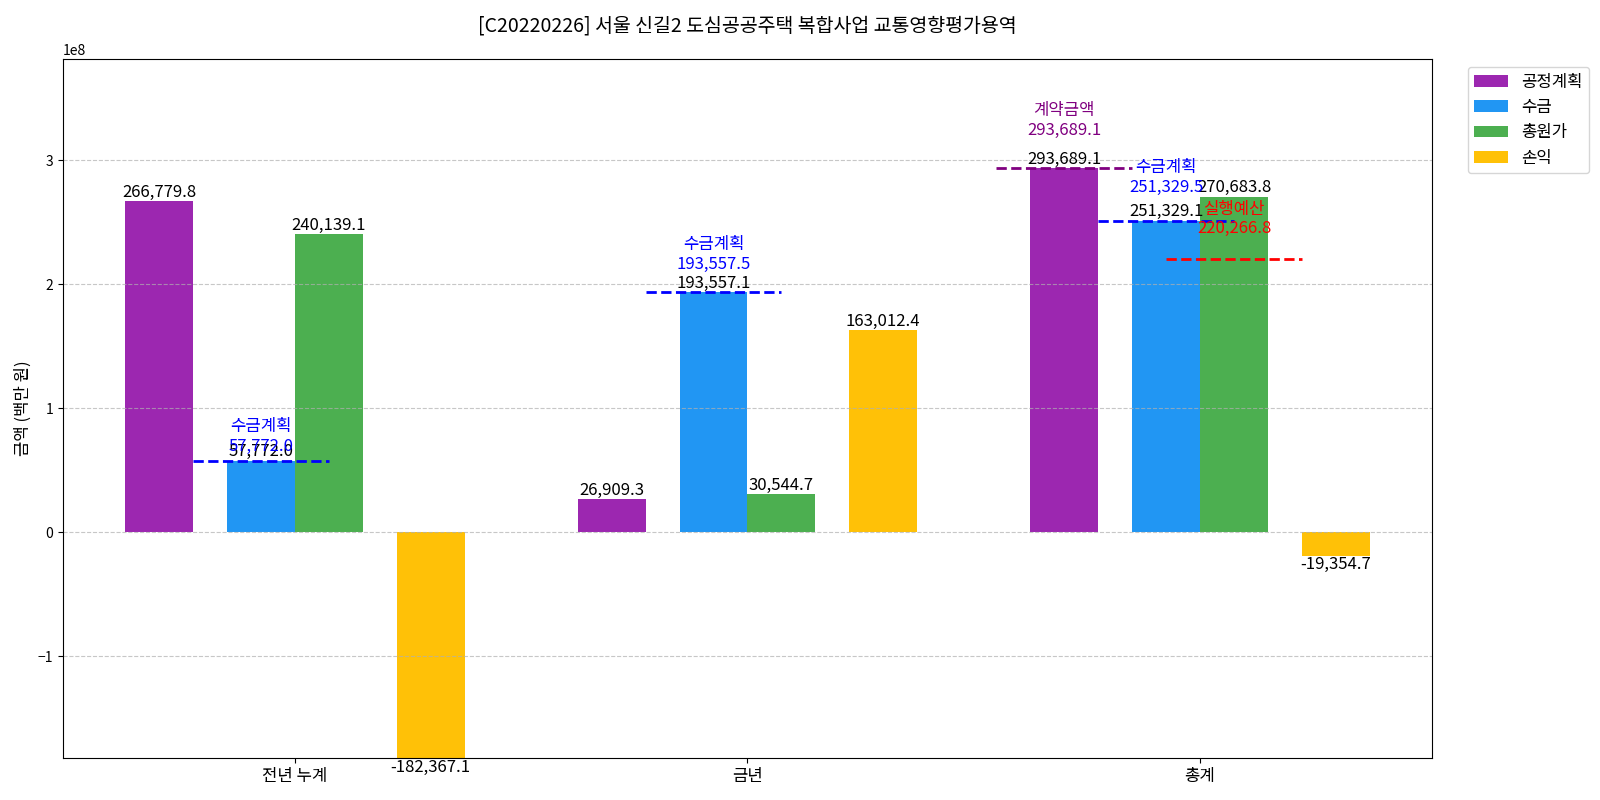 [C20220226] 서울 신길2 도심공공주택 복합사업 교통영향평가용역
1e8
공정계획
수금
총원가
손익
계약금액
293,689.1
293,689.1
수금계획
251,329.5
270,683.8
251,329.1
실행예산
220,266.8
266,779.8
240,139.1
수금계획
193,557.5
193,557.1
163,012.4
수금계획
57,772.0
57,772.0
26,909.3
30,544.7
-19,354.7
-182,367.1
3
2
1
0
−1
금액 (백만 원)
전년 누계
금년
총계